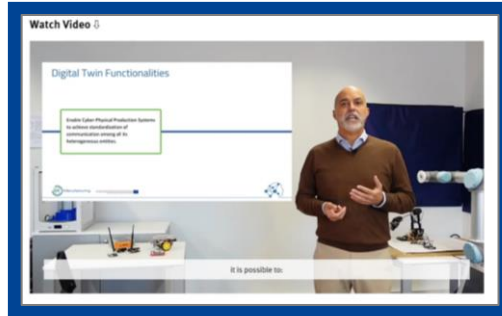 Watch Video ⇩
Digital Twin Functionalities
Enable Cyber-Physical Production Systems
to achieve standardization of
communication among all its
heterogeneous entities.
It is possible to: